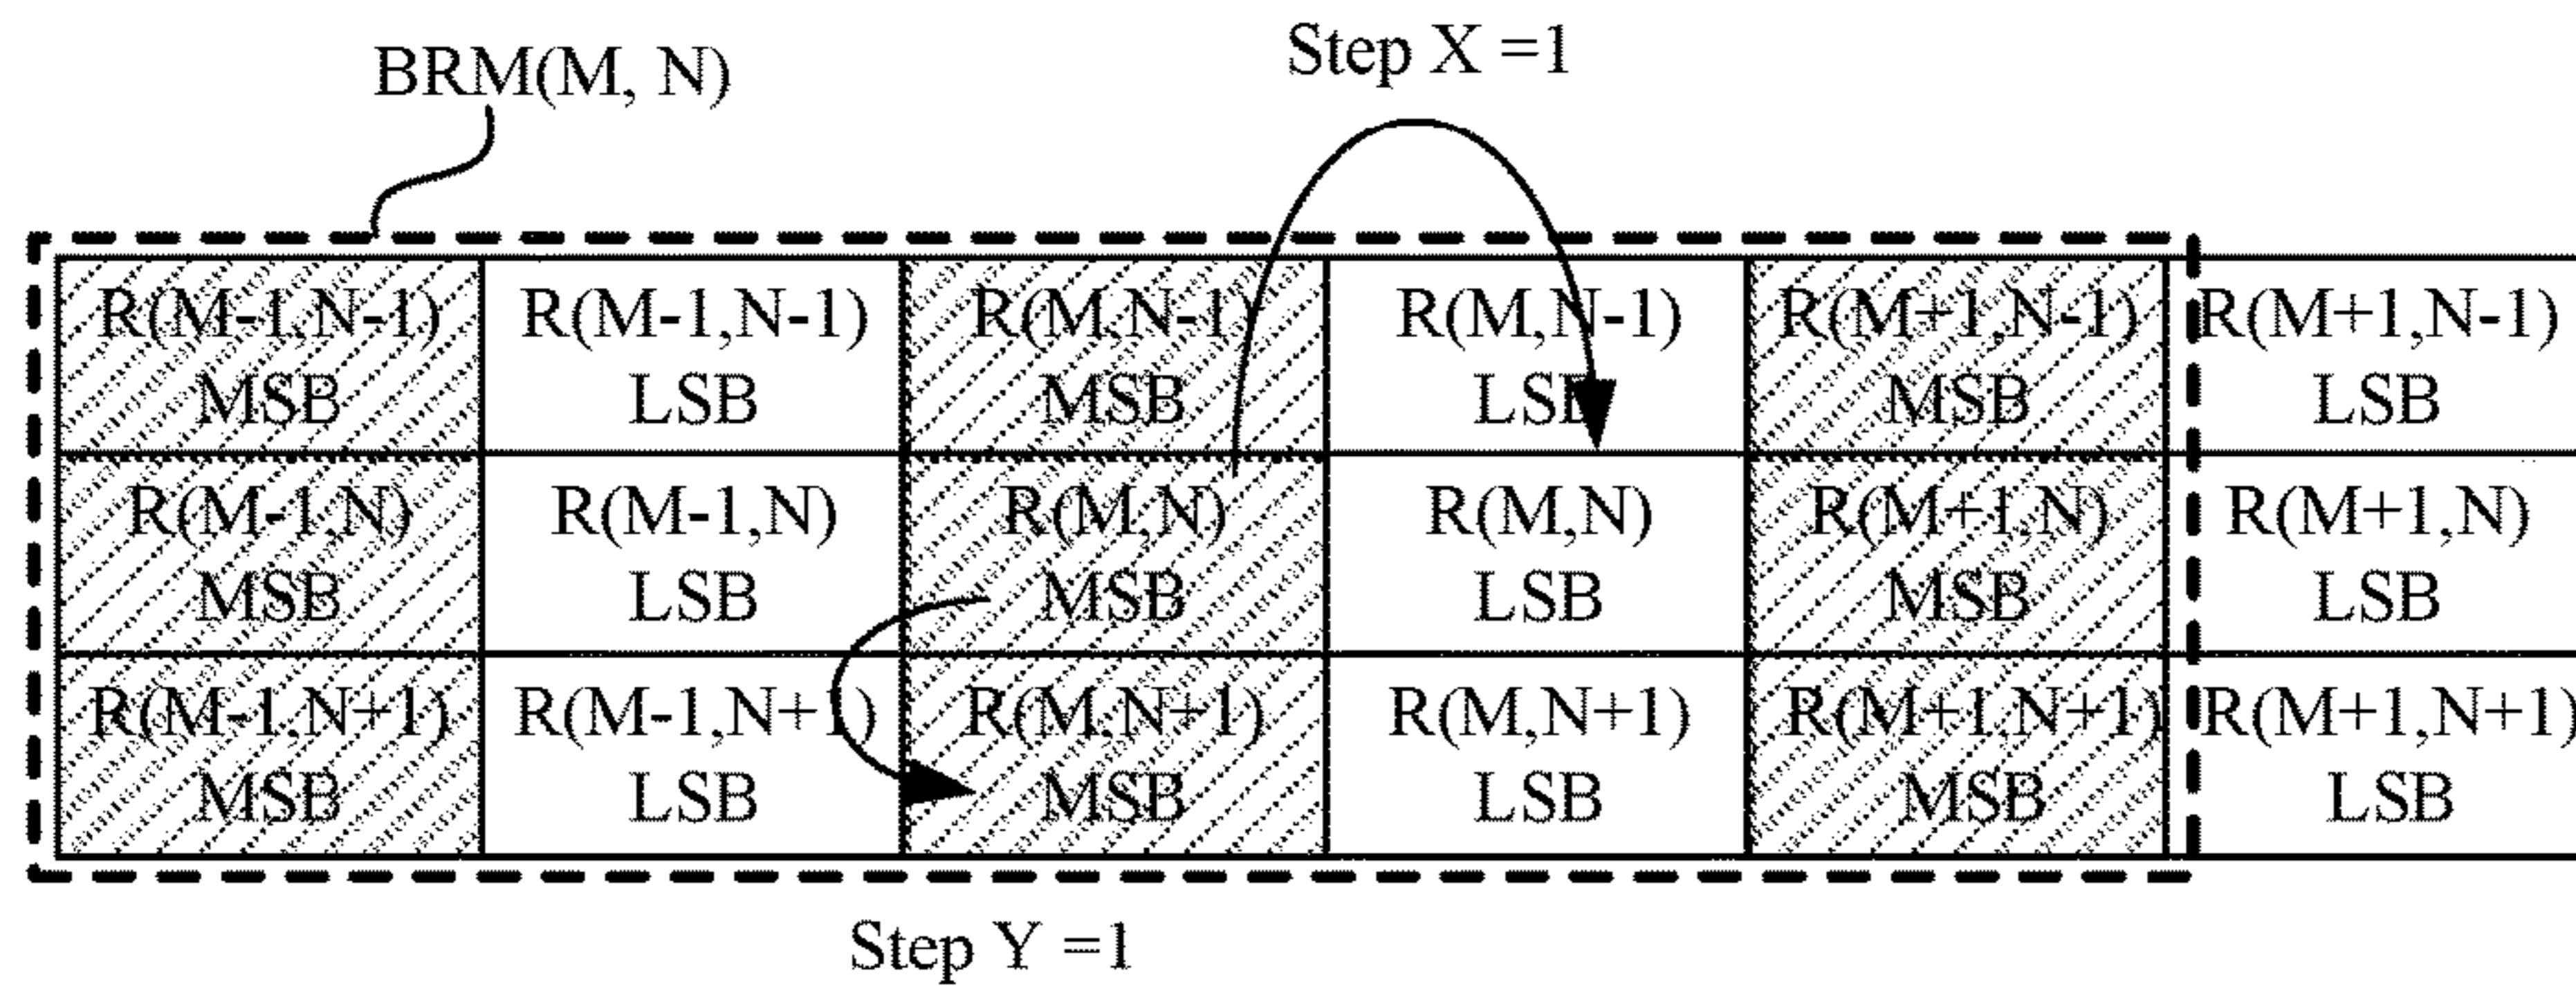 BRM(M, N)
Step X =1
R(M-1,N-1) R(M-1,N-1) R(M,N-1) R(M,N-1) R(M+1,N-1) R(M+1,N-1)
MSB LSB MSB LSB MSB LSB
R(M-1,N) R(M-1,N) R(M,N) R(M,N) R(M+1,N) R(M+1,N)
MSB LSB MSB LSB MSB LSB
R(M-1,N+1) R(M-1,N+1) R(M,N+1) R(M,N+1) R(M+1,N+1) R(M+1,N+1)
MSB LSB MSB LSB MSB LSB
Step Y =1